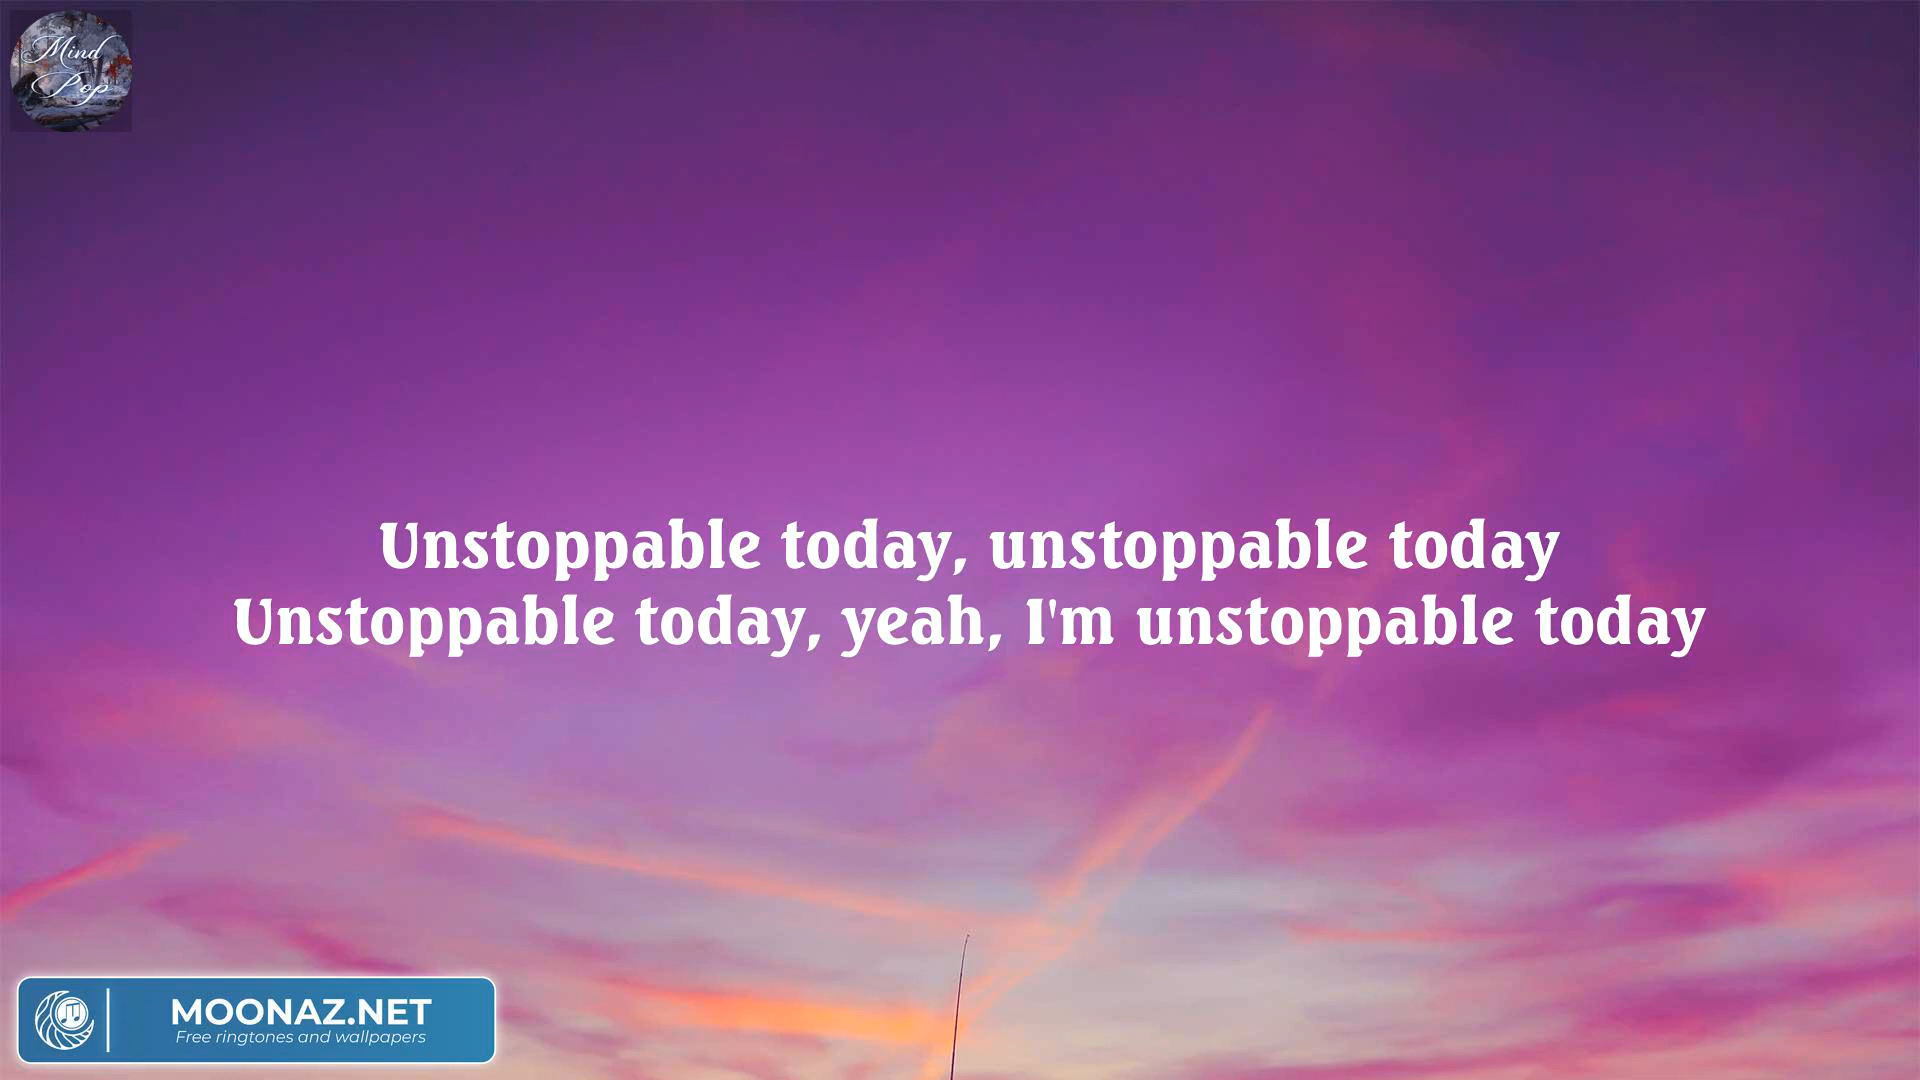 Mind
Pop
Unstoppable today, unstoppable today
Unstoppable today, yeah, I'm unstoppable today
MOONAZ.NET
Free ringtones and wallpapers